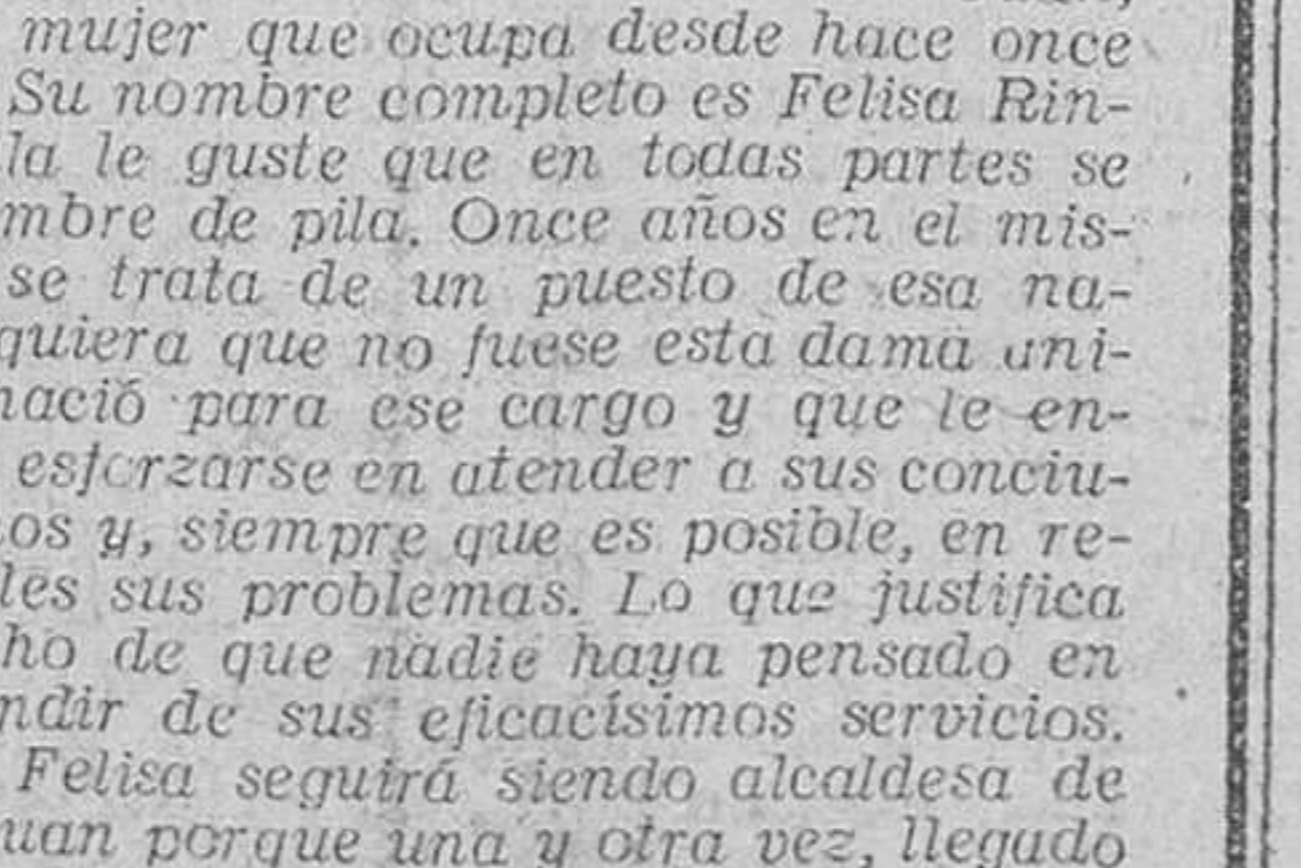 mujer que ocupa desde hace once
Su nombre completo es Felisa Rin-
la le guste que en todas partes se
mbre de pila. Once años en el mis-
se trata de un puesto de esa na-
quiera que no fuese esta dama uni-
nació para ese cargo y que le en-
esforzarse en atender a sus conciu-
os y, siempre que es posible, en re-
les sus problemas. Lo que justifica
ho de que nadie haya pensado en
ndir de sus eficacísimos servicios.
Felisa seguirá siendo alcaldesa de
uan porque una y otra vez, llegado